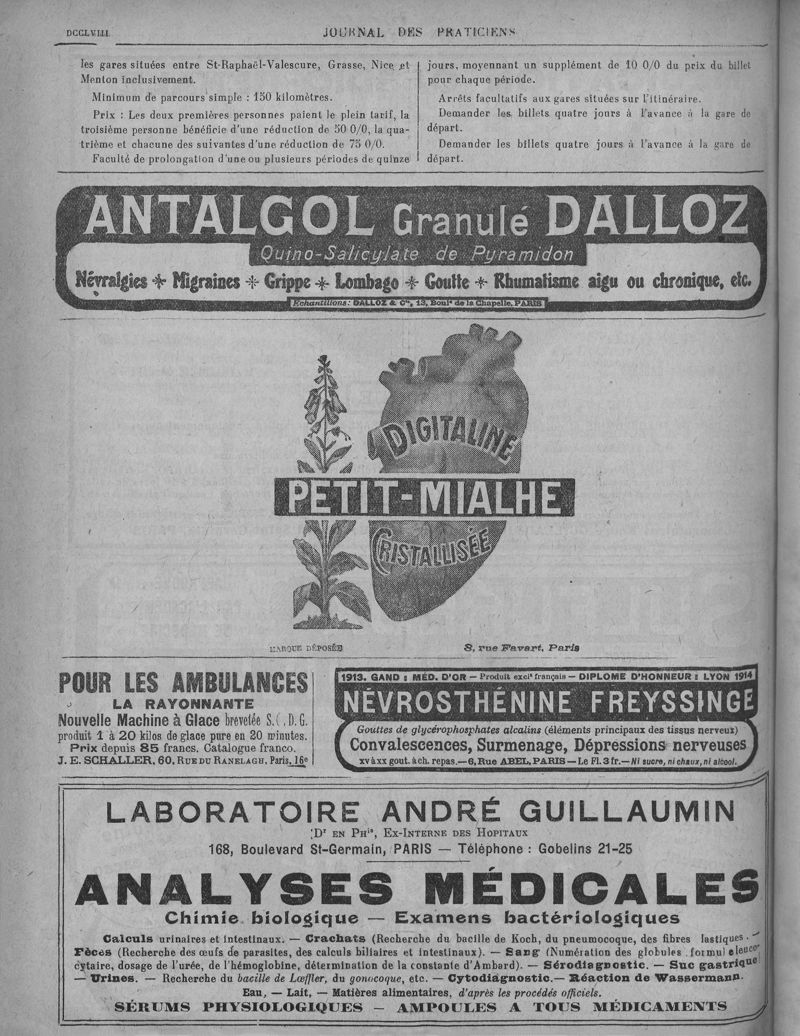 DCCLVIII
JOURNAL DES PRATICIENS
les gares situées entre St-Raphaël-Valescure, Grasse, Nice et
Menton inclusivement.
Minimum de parcours simple : 150 kilomètres.
Prix : Les deux premières personnes paient le plein tarif, la
troisième personne bénéficie d'une réduction de 50 0/0, la qua-
trième et chacune des suivantes d'une réduction de 75 0/0.
Faculté de prolongation d'une ou plusieurs périodes de quinze
jours, moyennant un supplément de 10 0/0 du prix du billet
pour chaque période.
Arrêts facultatifs aux gares situées sur l'itinéraire.
Demander les billets quatre jours à l'avance à la gare de
départ.
Demander les billets quatre jours à l'avance à la gare de
départ.
ANTALGOL Granulé DALLOZ
Quino-Salicylate de Pyramidon
Névralgies * Migraines * Grippe * Lombago * Goutte * Rhumatisme aigu ou chronique, etc.
Echantillons: DALLOZ & Cie, 13, Boulᵈ de la Chapelle, PARIS
DIGITALINE
PETIT-MIALHE
CRISTALLISÉE
MARQUE DÉPOSÉE
8, rue Favart, Paris
POUR LES AMBULANCES
LA RAYONNANTE
Nouvelle Machine à Glace brevetée S.G.D.G.
produit 1 à 20 kilos de glace pure en 20 minutes.
Prix depuis 85 francs. Catalogue franco.
J. E. SCHALLER, 60, RUE DU RANELAGH, Paris, 16e
1913. GAND : MÉD. D'OR — Produit exclt français — DIPLOME D'HONNEUR : LYON 1914
NÉVROSTHÉNINE FREYSSINGE
Gouttes de glycérophosphates alcalins (éléments principaux des tissus nerveux)
Convalescences, Surmenage, Dépressions nerveuses
XV à XX gout. à ch. repas. — 6, Rue ABEL, PARIS — Le Fl. 3 fr. — Ni sucre, ni chaux, ni alcool.
LABORATOIRE ANDRÉ GUILLAUMIN
Dr EN PHie, EX-INTERNE DES HOPITAUX
168, Boulevard St-Germain, PARIS — Téléphone : Gobelins 21-25
ANALYSES MÉDICALES
Chimie biologique — Examens bactériologiques
Calculs urinaires et intestinaux. — Crachats (Recherche du bacille de Koch, du pneumocoque, des fibres lastiques. —
Fèces (Recherche des œufs de parasites, des calculs biliaires et intestinaux). — Sang (Numération des globules, formul eleuco-
cytaire, dosage de l'urée, de l'hémoglobine, détermination de la constante d'Ambard). — Sérodiagnostic. — Suc gastrique
— Urines. — Recherche du bacille de Lœffler, du gonocoque, etc. — Cytodiagnostic. — Réaction de Wassermann.
Eau, — Lait, — Matières alimentaires, d'après les procédés officiels.
SÉRUMS PHYSIOLOGIQUES — AMPOULES A TOUS MÉDICAMENTS